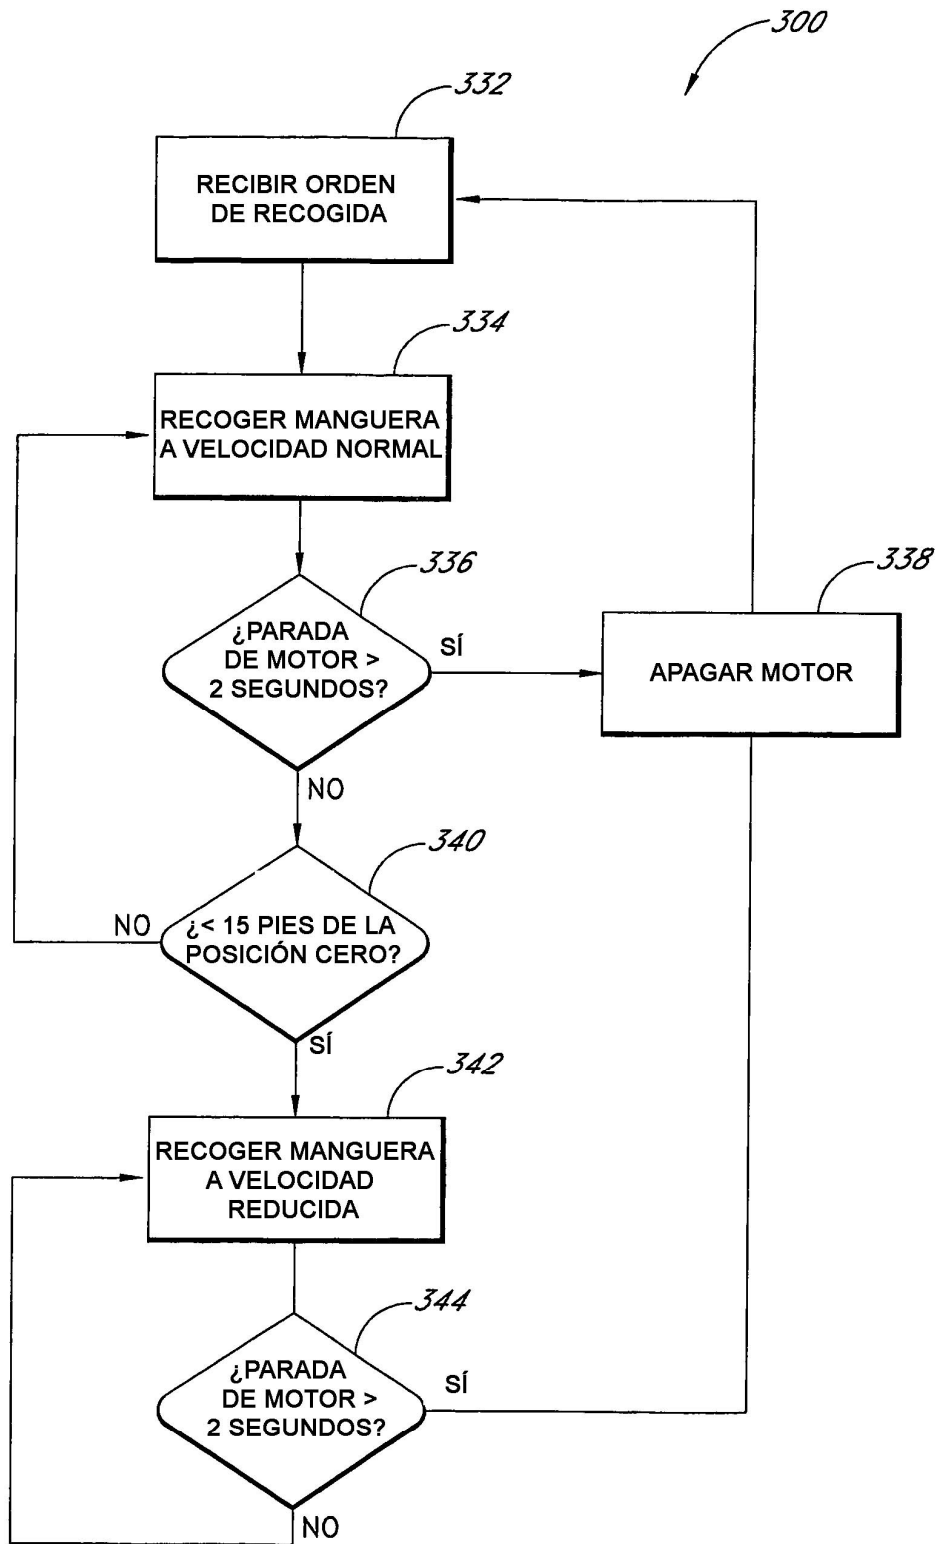 300
332
RECIBIR ORDEN
DE RECOGIDA
334
RECOGER MANGUERA
A VELOCIDAD NORMAL
336
¿PARADA
DE MOTOR >
2 SEGUNDOS?
SÍ
338
APAGAR MOTOR
NO
340
¿< 15 PIES DE LA
POSICIÓN CERO?
NO
SÍ
342
RECOGER MANGUERA
A VELOCIDAD
REDUCIDA
344
¿PARADA
DE MOTOR >
2 SEGUNDOS?
SÍ
NO